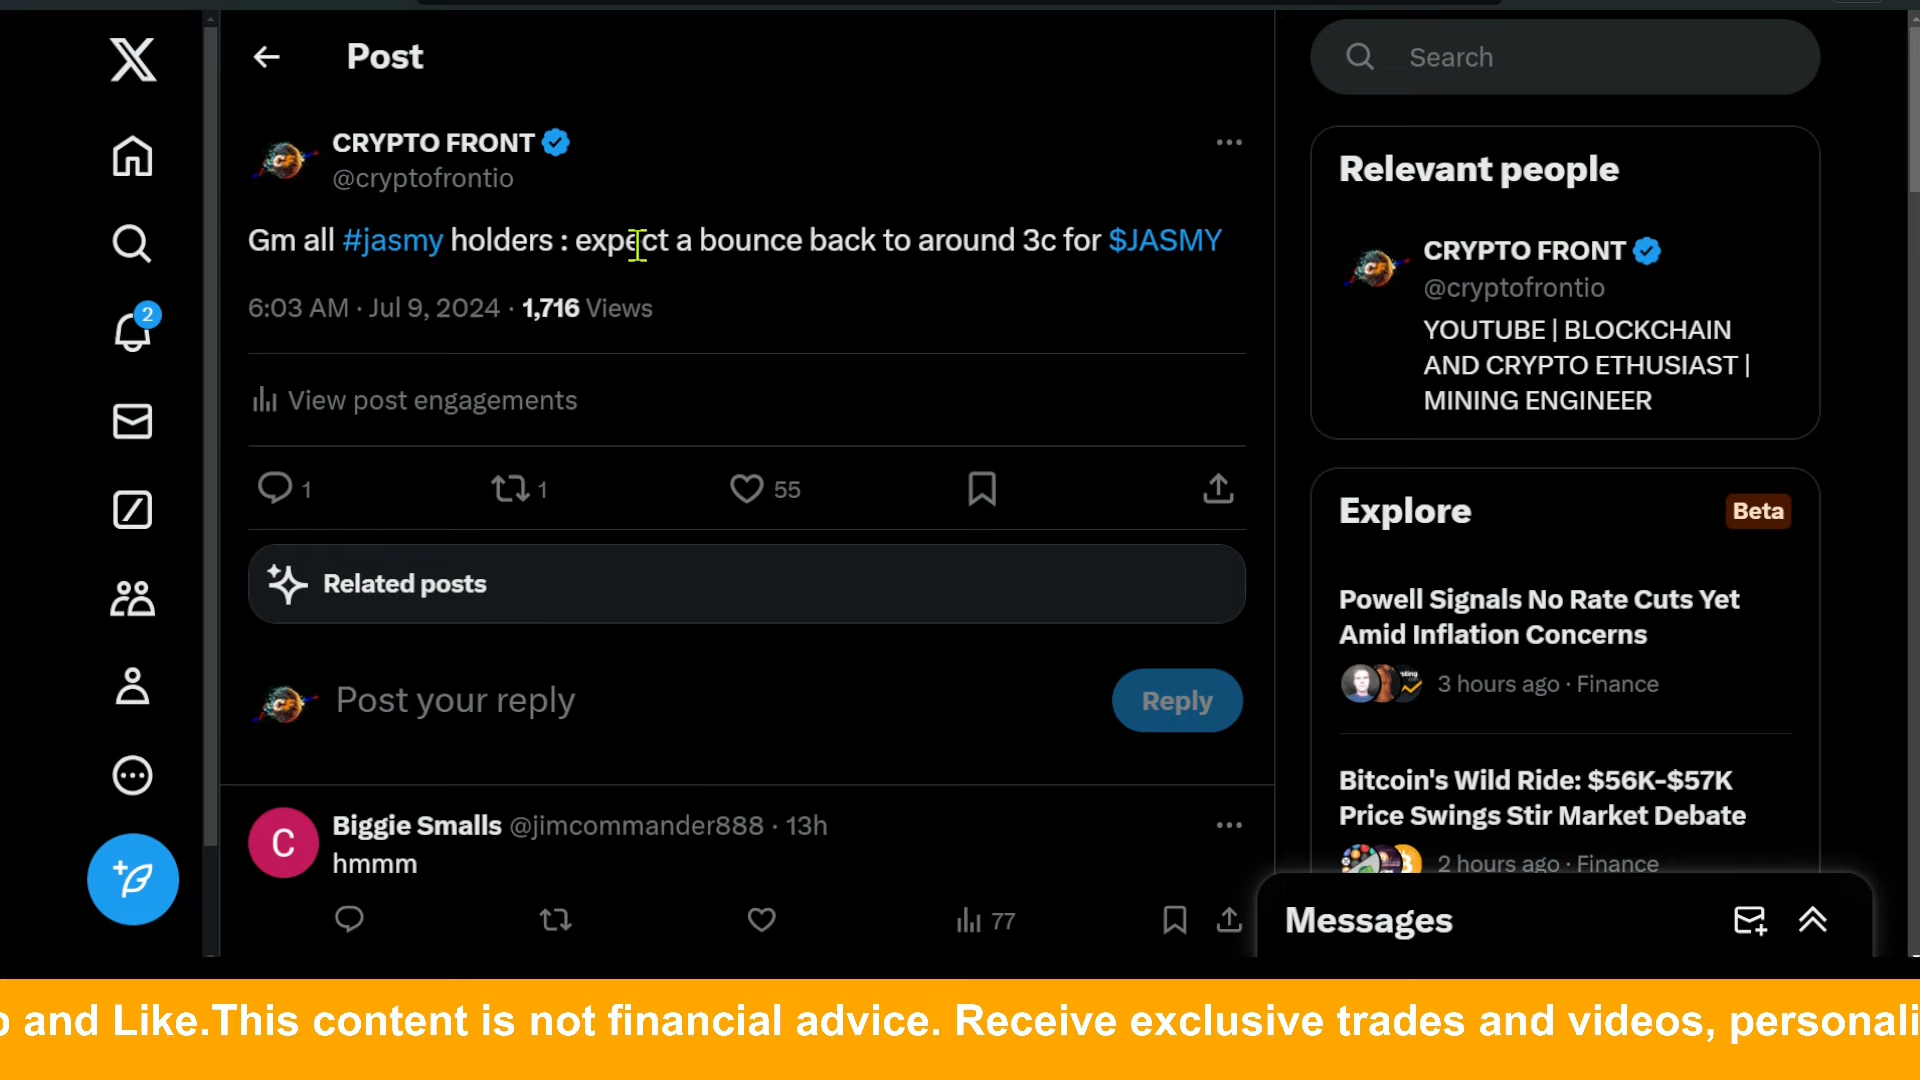 Post
CRYPTO FRONT
@cryptofrontio
Gm all #jasmy holders : expect a bounce back to around 3c for $JASMY
6:03 AM · Jul 9, 2024 · 1,716 Views
View post engagements
1
1
55
Related posts
Post your reply
Reply
C
Biggie Smalls @jimcommander888 · 13h
hmmm
77
2
Search
Relevant people
CRYPTO FRONT
@cryptofrontio
YOUTUBE | BLOCKCHAIN
AND CRYPTO ETHUSIAST |
MINING ENGINEER
Explore
Beta
Powell Signals No Rate Cuts Yet
Amid Inflation Concerns
3 hours ago · Finance
Bitcoin's Wild Ride: $56K-$57K
Price Swings Stir Market Debate
2 hours ago · Finance
Messages
and Like.This content is not financial advice. Receive exclusive trades and videos,